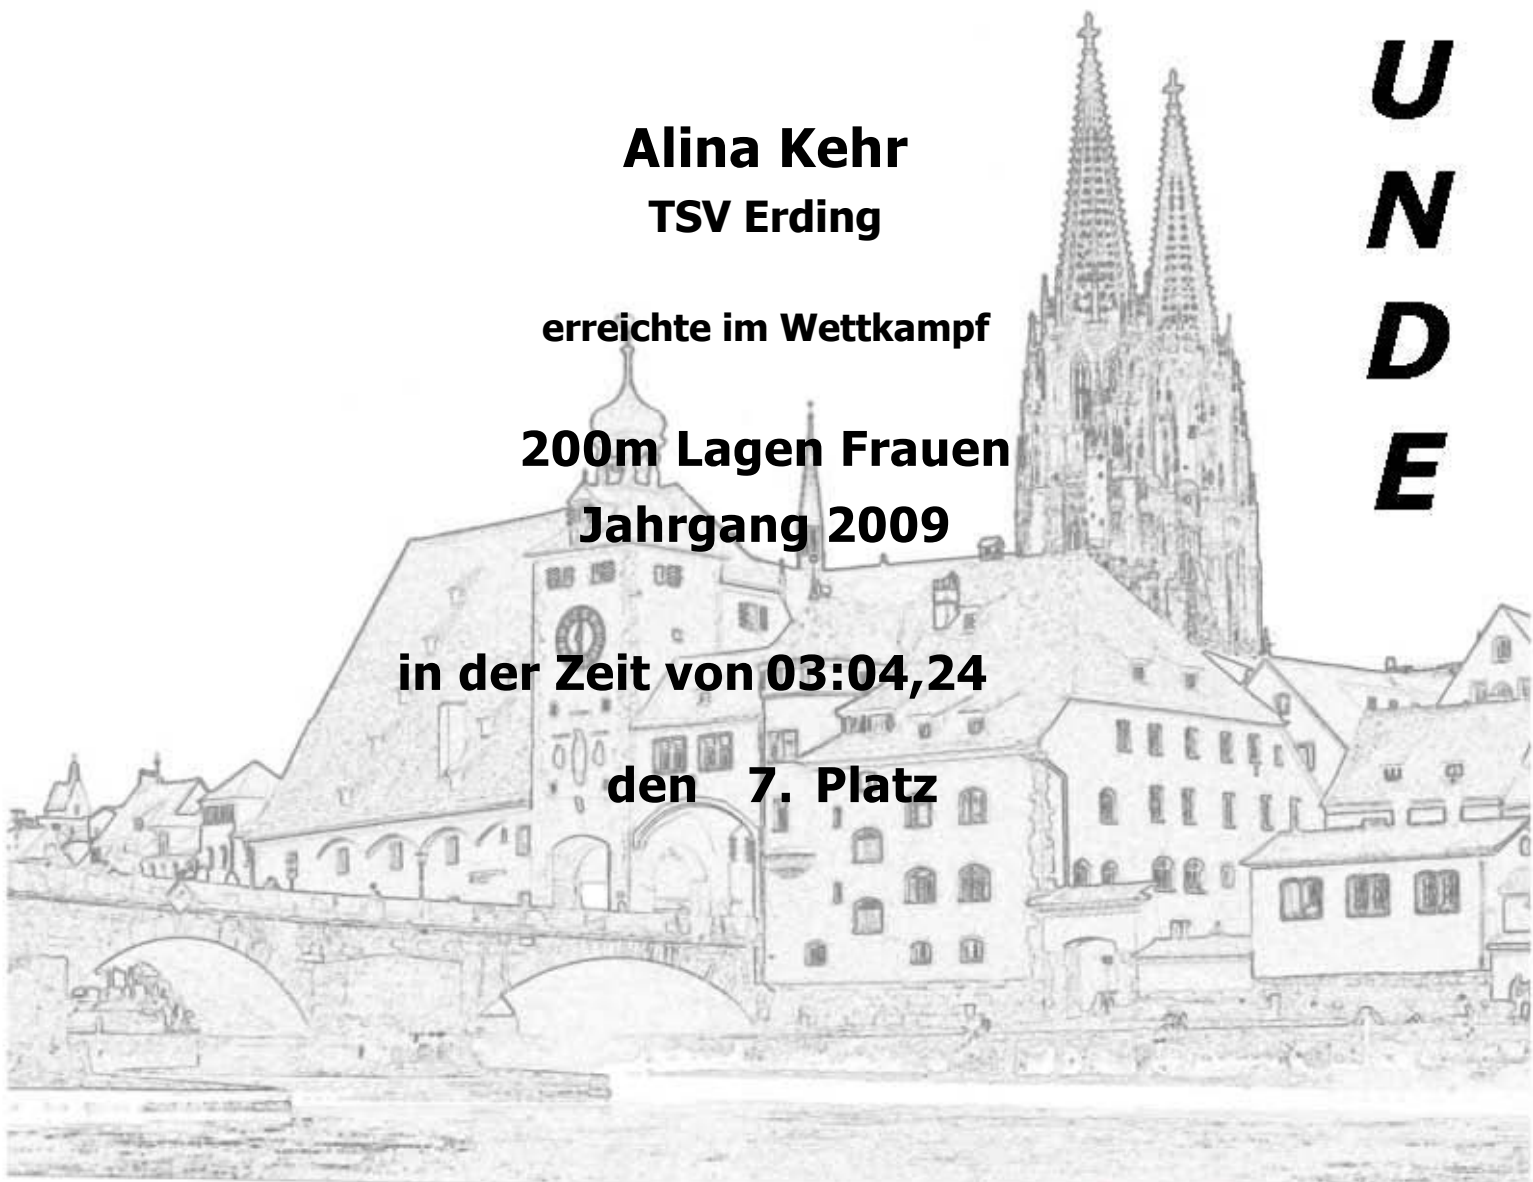 Alina Kehr
TSV Erding
erreichte im Wettkampf
200m Lagen Frauen
Jahrgang 2009
in der Zeit von 03:04,24
den 7. Platz
U
N
D
E